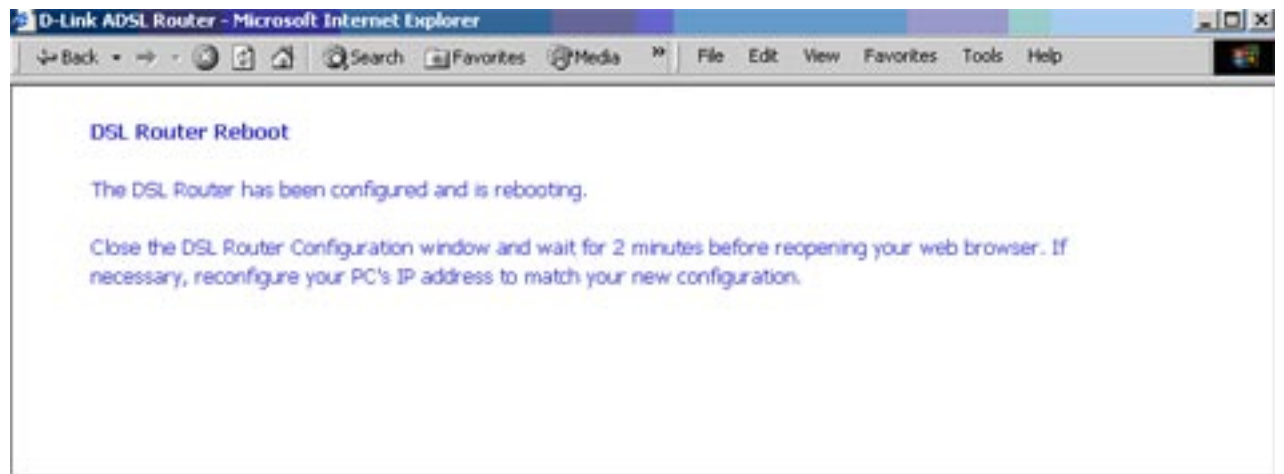 D-Link ADSL Router - Microsoft Internet Explorer
Back Search Favorites Media » File Edit View Favorites Tools Help
DSL Router Reboot
The DSL Router has been configured and is rebooting.
Close the DSL Router Configuration window and wait for 2 minutes before reopening your web browser. If
necessary, reconfigure your PC's IP address to match your new configuration.